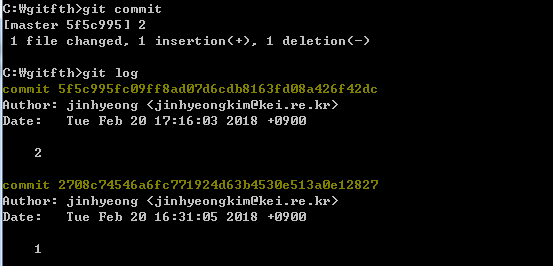 C:\gitfth>git commit
[master 5f5c995] 2
 1 file changed, 1 insertion(+), 1 deletion(-)
C:\gitfth>git log
commit 5f5c995fc09ff8ad07d6cdb8163fd08a426f42dc
Author: jinhyeong <jinhyeongkim@kei.re.kr>
Date:   Tue Feb 20 17:16:03 2018 +0900
    2
commit 2708c74546a6fc771924d63b4530e513a0e12827
Author: jinhyeong <jinhyeongkim@kei.re.kr>
Date:   Tue Feb 20 16:31:05 2018 +0900
    1